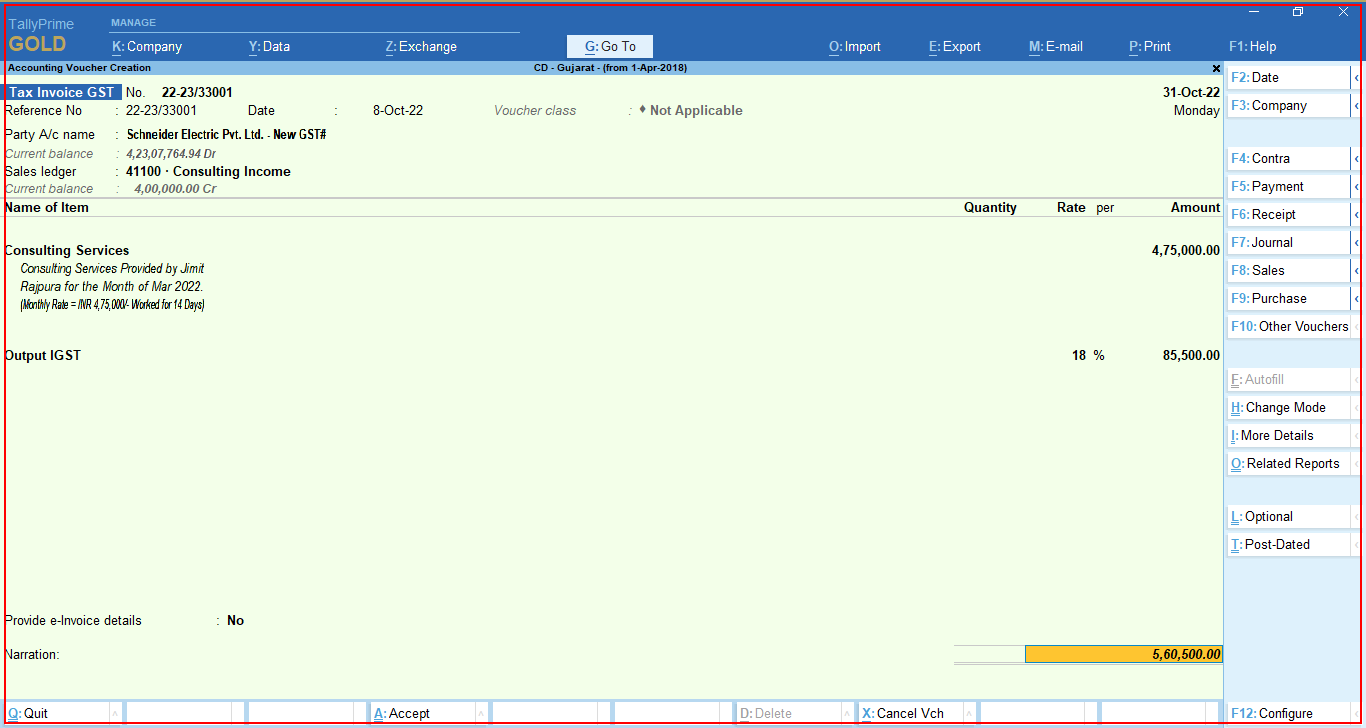 TallyPrime
GOLD
MANAGE
K: Company Y: Data Z: Exchange G: Go To O: Import E: Export M: E-mail P: Print F1: Help
Accounting Voucher Creation CD - Gujarat - (from 1-Apr-2018) ×
Tax Invoice GST No. 22-23/33001 31-Oct-22
Reference No : 22-23/33001 Date : 8-Oct-22 Voucher class : ♦ Not Applicable Monday
Party A/c name : Schneider Electric Pvt. Ltd. - New GST#
Current balance : 4,23,07,764.94 Dr
Sales ledger : 41100 · Consulting Income
Current balance : 4,00,000.00 Cr
Name of Item Quantity Rate per Amount
Consulting Services 4,75,000.00
Consulting Services Provided by Jimit
Rajpura for the Month of Mar 2022.
(Monthly Rate = INR 4,75,000/- Worked for 14 Days)
Output IGST 18 % 85,500.00
Provide e-Invoice details : No
Narration: 5,60,500.00
F2: Date
F3: Company
F4: Contra
F5: Payment
F6: Receipt
F7: Journal
F8: Sales
F9: Purchase
F10: Other Vouchers
F: Autofill
H: Change Mode
I: More Details
O: Related Reports
L: Optional
T: Post-Dated
Q: Quit A: Accept D: Delete X: Cancel Vch F12: Configure